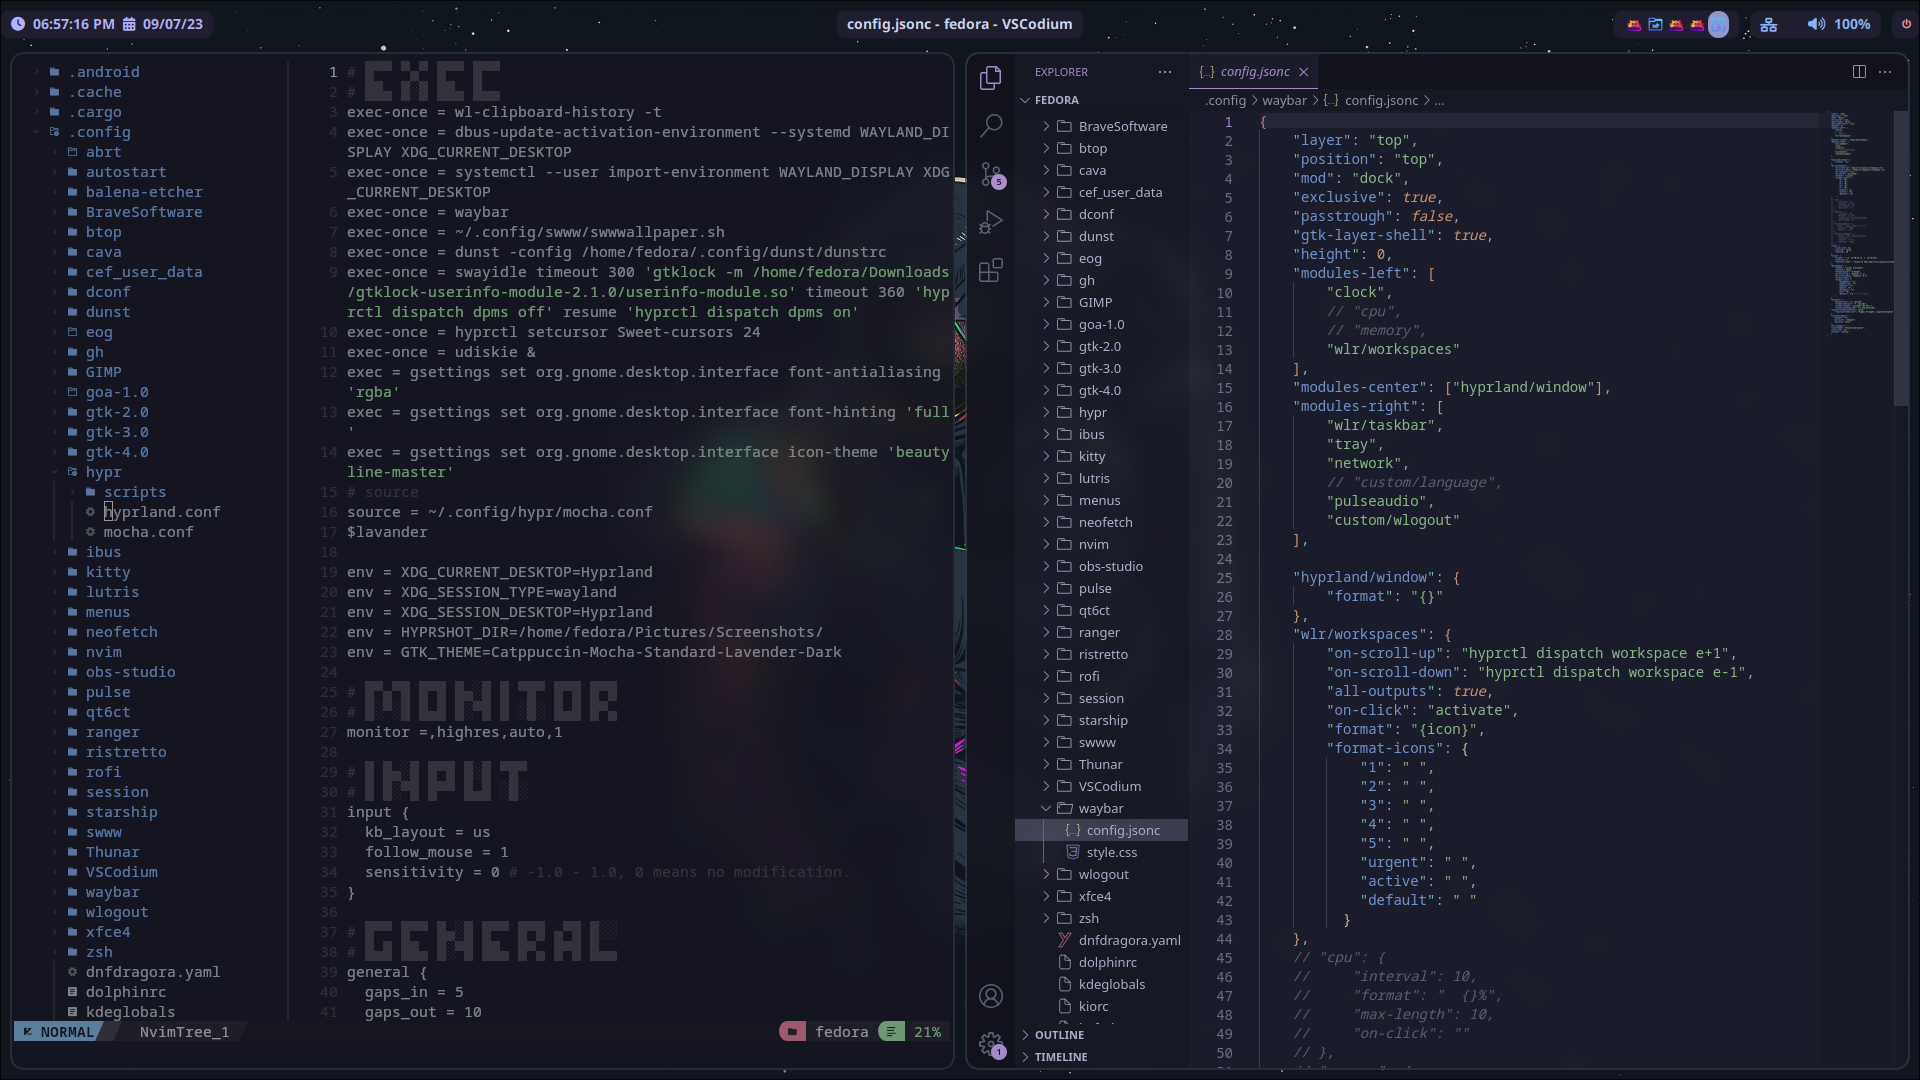 06:57:16 PM 09/07/23
config.jsonc - fedora - VSCodium
100%
.android
.cache
.cargo
.config
abrt
autostart
balena-etcher
BraveSoftware
btop
cava
cef_user_data
dconf
dunst
eog
gh
GIMP
goa-1.0
gtk-2.0
gtk-3.0
gtk-4.0
hypr
scripts
hyprland.conf
mocha.conf
ibus
kitty
lutris
menus
neofetch
nvim
obs-studio
pulse
qt6ct
ranger
ristretto
rofi
session
starship
swww
Thunar
VSCodium
waybar
wlogout
xfce4
zsh
dnfdragora.yaml
dolphinrc
kdeglobals
1 # EXEC
2 #
3 exec-once = wl-clipboard-history -t
4 exec-once = dbus-update-activation-environment --systemd WAYLAND_DI
SPLAY XDG_CURRENT_DESKTOP
5 exec-once = systemctl --user import-environment WAYLAND_DISPLAY XDG
_CURRENT_DESKTOP
6 exec-once = waybar
7 exec-once = ~/.config/swww/swwwallpaper.sh
8 exec-once = dunst -config /home/fedora/.config/dunst/dunstrc
9 exec-once = swayidle timeout 300 'gtklock -m /home/fedora/Downloads
/gtklock-userinfo-module-2.1.0/userinfo-module.so' timeout 360 'hyp
rctl dispatch dpms off' resume 'hyprctl dispatch dpms on'
10 exec-once = hyprctl setcursor Sweet-cursors 24
11 exec-once = udiskie &
12 exec = gsettings set org.gnome.desktop.interface font-antialiasing
'rgba'
13 exec = gsettings set org.gnome.desktop.interface font-hinting 'full
'
14 exec = gsettings set org.gnome.desktop.interface icon-theme 'beauty
line-master'
15 # source
16 source = ~/.config/hypr/mocha.conf
17 $lavander
18
19 env = XDG_CURRENT_DESKTOP=Hyprland
20 env = XDG_SESSION_TYPE=wayland
21 env = XDG_SESSION_DESKTOP=Hyprland
22 env = HYPRSHOT_DIR=/home/fedora/Pictures/Screenshots/
23 env = GTK_THEME=Catppuccin-Mocha-Standard-Lavender-Dark
24
25 # MONITOR
26 #
27 monitor =,highres,auto,1
28
29 # INPUT
30 #
31 input {
32 kb_layout = us
33 follow_mouse = 1
34 sensitivity = 0 # -1.0 - 1.0, 0 means no modification.
35 }
36
37 # GENERAL
38 #
39 general {
40 gaps_in = 5
41 gaps_out = 10
NORMAL NvimTree_1 fedora 21%
EXPLORER ···
FEDORA
BraveSoftware
btop
cava
cef_user_data
dconf
dunst
eog
gh
GIMP
goa-1.0
gtk-2.0
gtk-3.0
gtk-4.0
hypr
ibus
kitty
lutris
menus
neofetch
nvim
obs-studio
pulse
qt6ct
ranger
ristretto
rofi
session
starship
swww
Thunar
VSCodium
waybar
{..} config.jsonc
style.css
wlogout
xfce4
zsh
dnfdragora.yaml
dolphinrc
kdeglobals
kiorc
OUTLINE
TIMELINE
5
1
{..} config.jsonc ×
.config > waybar > {..} config.jsonc > ...
1 {
2 "layer": "top",
3 "position": "top",
4 "mod": "dock",
5 "exclusive": true,
6 "passtrough": false,
7 "gtk-layer-shell": true,
8 "height": 0,
9 "modules-left": [
10 "clock",
11 // "cpu",
12 // "memory",
13 "wlr/workspaces"
14 ],
15 "modules-center": ["hyprland/window"],
16 "modules-right": [
17 "wlr/taskbar",
18 "tray",
19 "network",
20 // "custom/language",
21 "pulseaudio",
22 "custom/wlogout"
23 ],
24
25 "hyprland/window": {
26 "format": "{}"
27 },
28 "wlr/workspaces": {
29 "on-scroll-up": "hyprctl dispatch workspace e+1",
30 "on-scroll-down": "hyprctl dispatch workspace e-1",
31 "all-outputs": true,
32 "on-click": "activate",
33 "format": "{icon}",
34 "format-icons": {
35 "1": " ",
36 "2": " ",
37 "3": " ",
38 "4": " ",
39 "5": " ",
40 "urgent": " ",
41 "active": " ",
42 "default": " "
43 }
44 },
45 // "cpu": {
46 // "interval": 10,
47 // "format": " {}%",
48 // "max-length": 10,
49 // "on-click": ""
50 // },